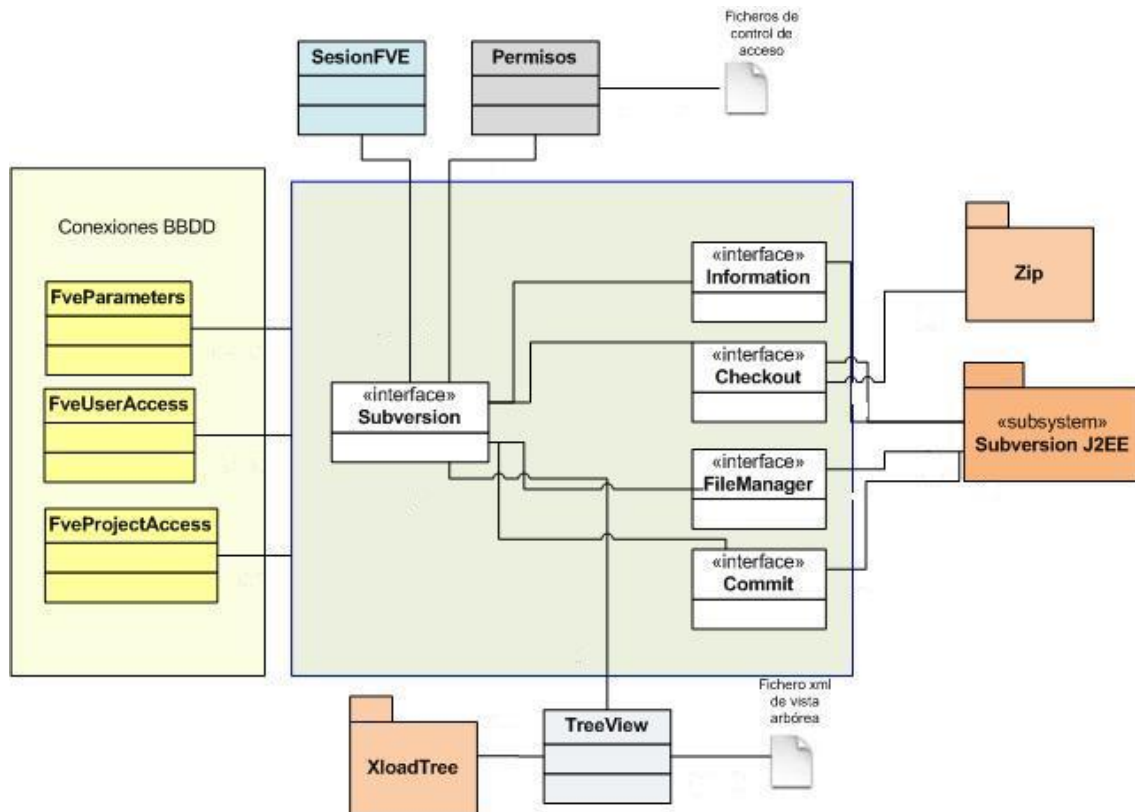 Ficheros de
control de
acceso
SesionFVE
Permisos
Conexiones BBDD
FveParameters
FveUserAccess
FveProjectAccess
«interface»
Subversion
«interface»
Information
«interface»
Checkout
«interface»
FileManager
«interface»
Commit
Zip
«subsystem»
Subversion J2EE
Fichero xml
de vista
arbórea
TreeView
XloadTree